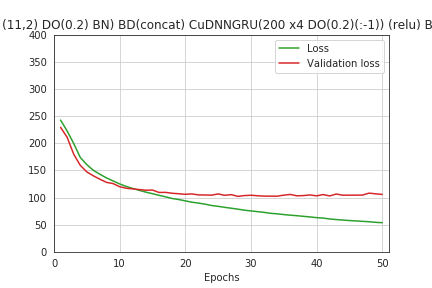 (11,2) DO(0.2) BN) BD(concat) CuDNNGRU(200 x4 DO(0.2)(:-1)) (relu) B
400
350
300
250
200
150
100
50
0
0 10 20 30 40 50
Epochs
Loss
Validation loss